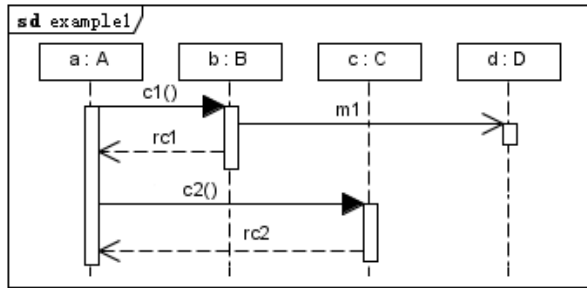 sd example1
a : A
b : B
c : C
d : D
c1()
m1
rc1
c2()
rc2